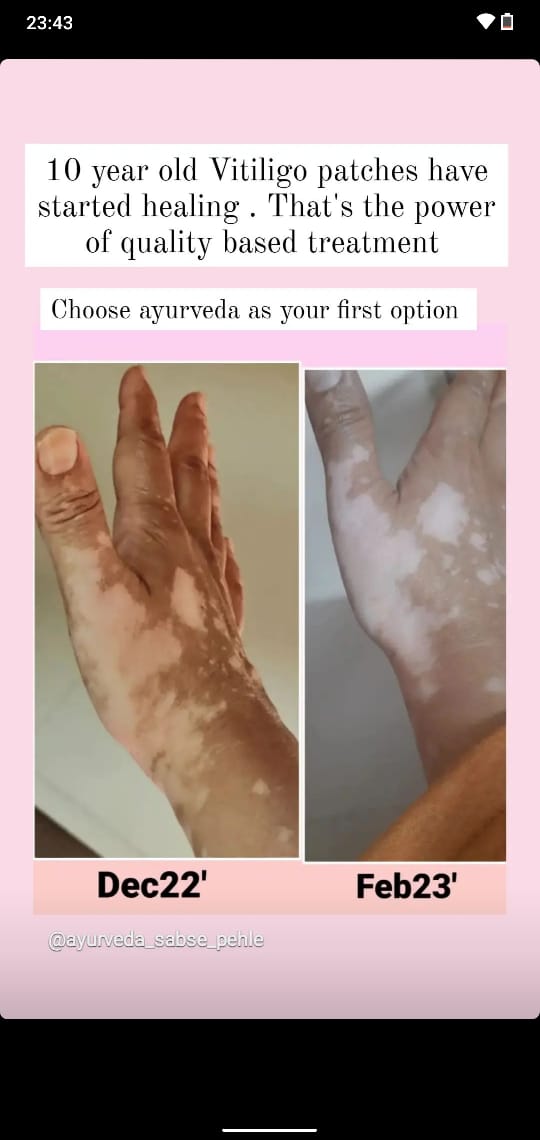 23:43
10 year old Vitiligo patches have
started healing . That's the power
of quality based treatment
Choose ayurveda as your first option
Dec22'
Feb23'
@ayurveda_sabse_pehle